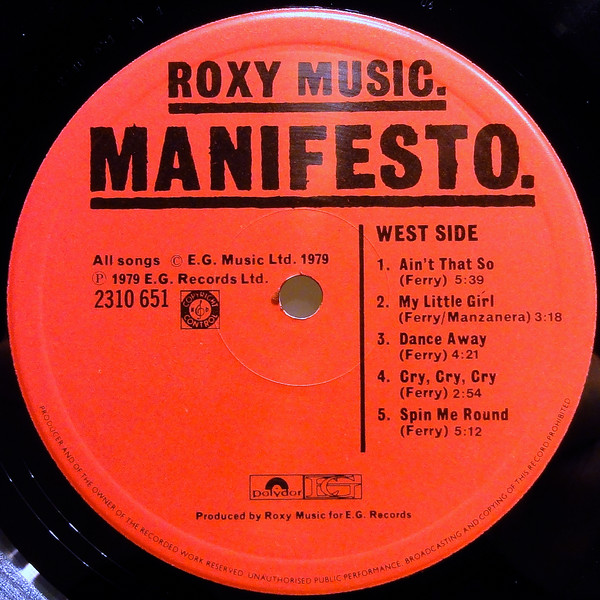 ROXY MUSIC.
MANIFESTO.
All songs © E.G. Music Ltd. 1979
℗ 1979 E.G. Records Ltd.
2310 651
COPYRIGHT
CONTROL
WEST SIDE
1. Ain't That So
(Ferry) 5:39
2. My Little Girl
(Ferry/Manzanera) 3:18
3. Dance Away
(Ferry) 4:21
4. Cry, Cry, Cry
(Ferry) 2:54
5. Spin Me Round
(Ferry) 5:12
polydor EG
Produced by Roxy Music for E.G. Records
PRODUCER AND OF THE OWNER OF THE RECORDED WORK RESERVED. UNAUTHORISED PUBLIC PERFORMANCE, BROADCASTING AND COPYING OF THIS RECORD PROHIBITED